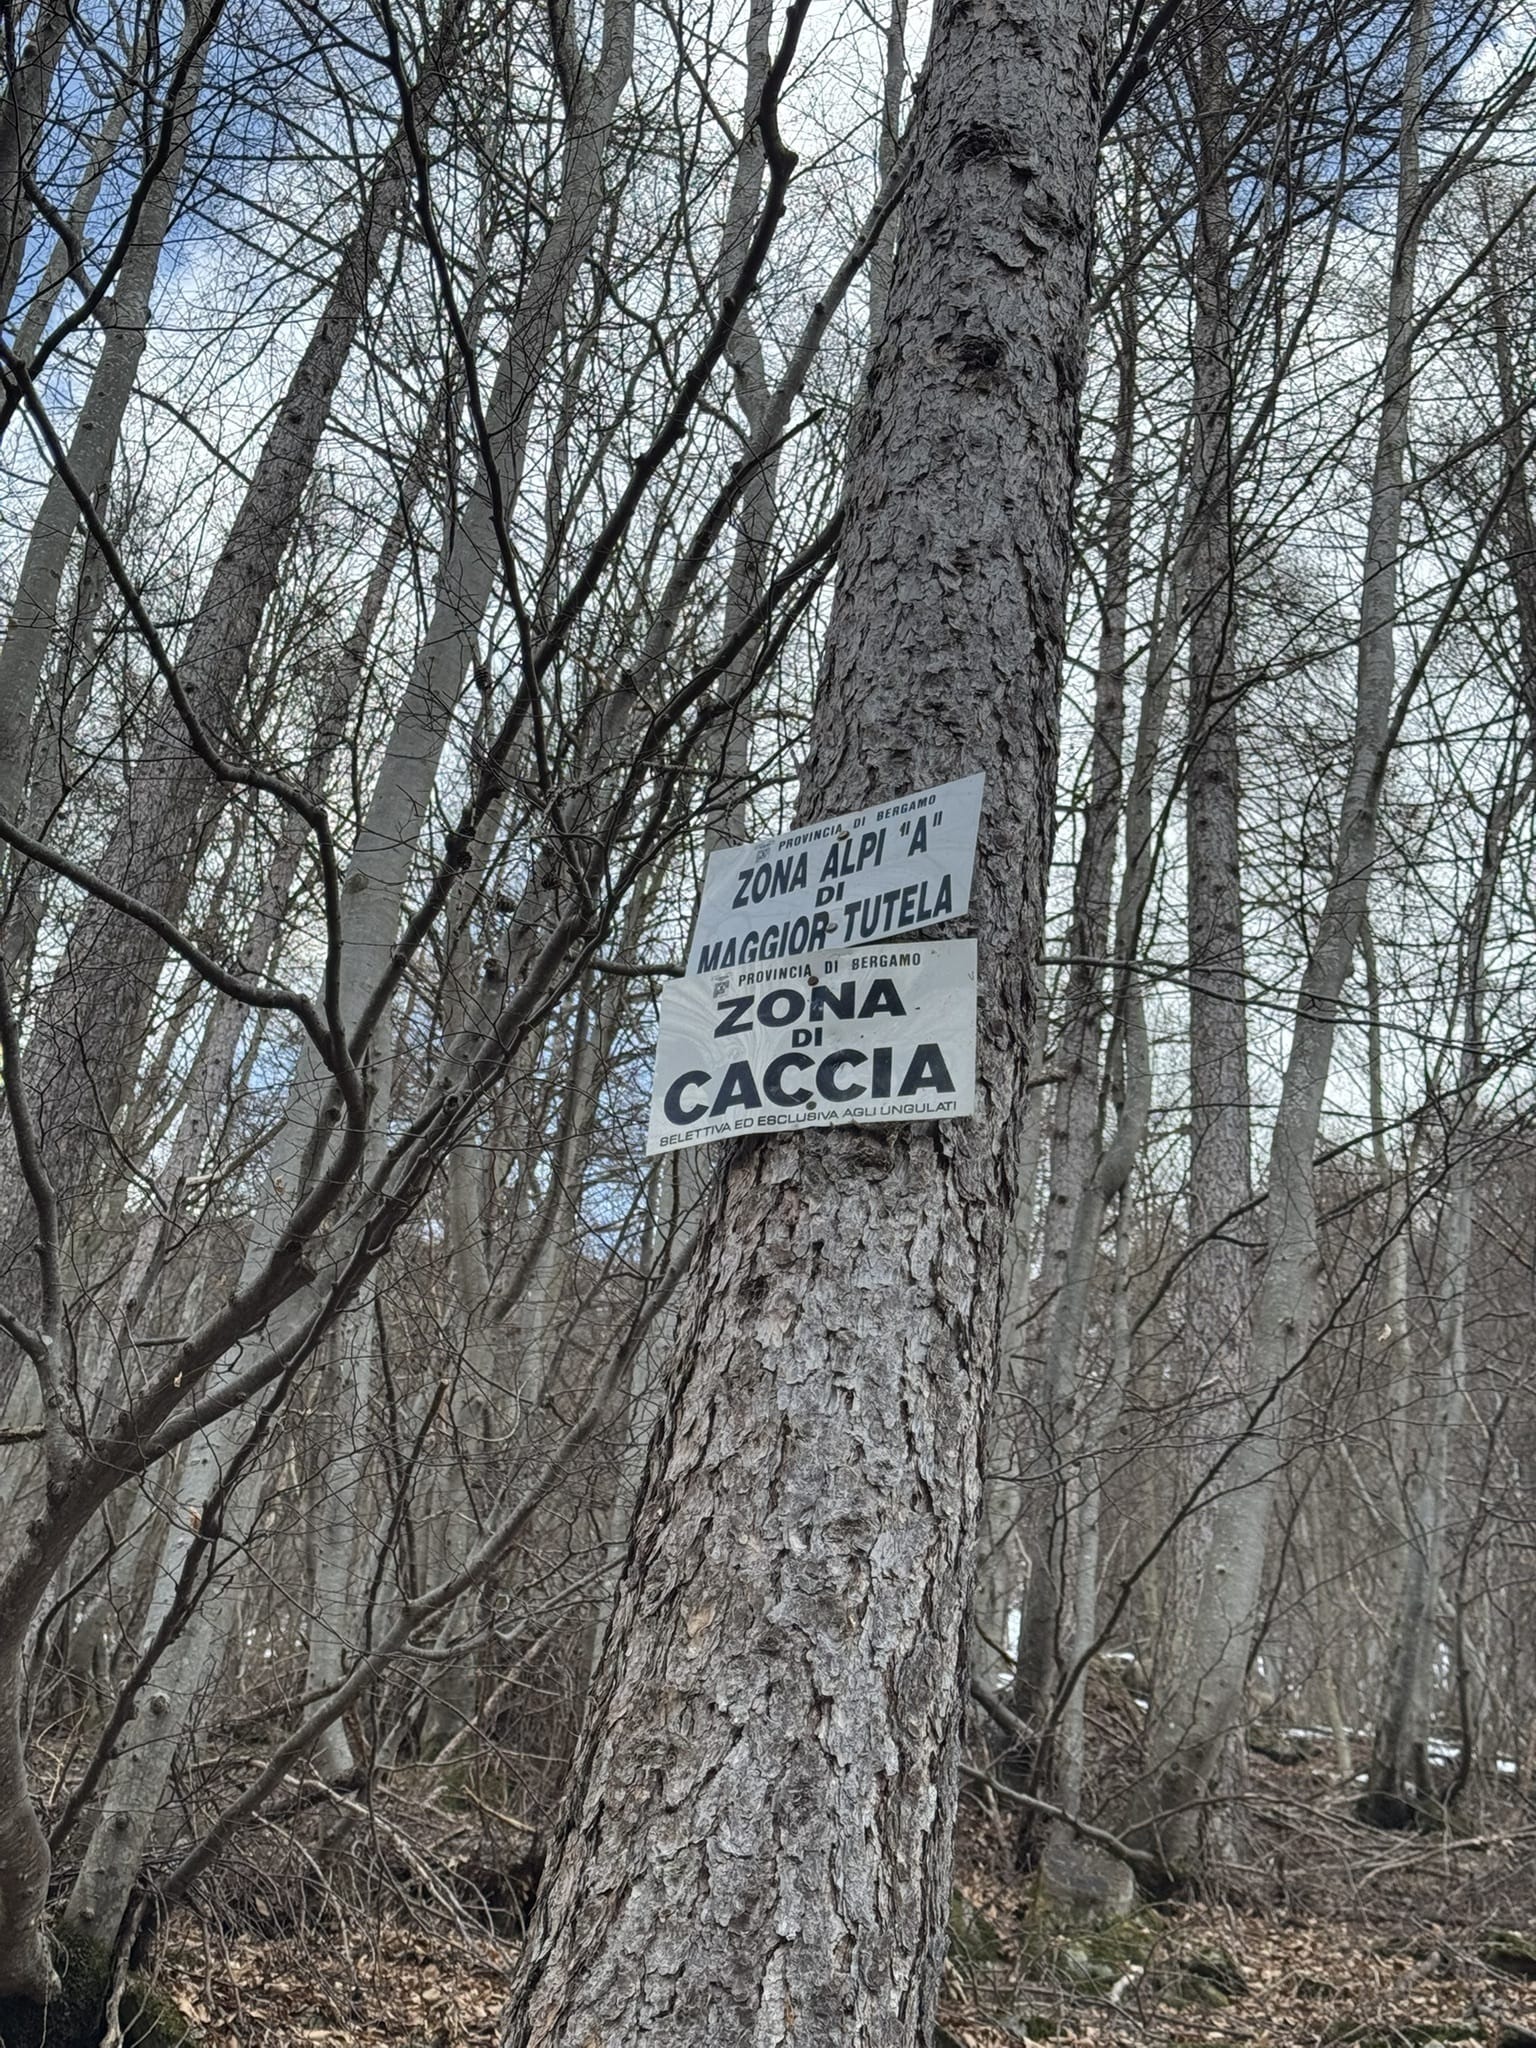 PROVINCIA DI BERGAMO
ZONA ALPI "A"
DI
MAGGIOR TUTELA
PROVINCIA DI BERGAMO
ZONA
DI
CACCIA
SELETTIVA ED ESCLUSIVA AGLI UNGULATI